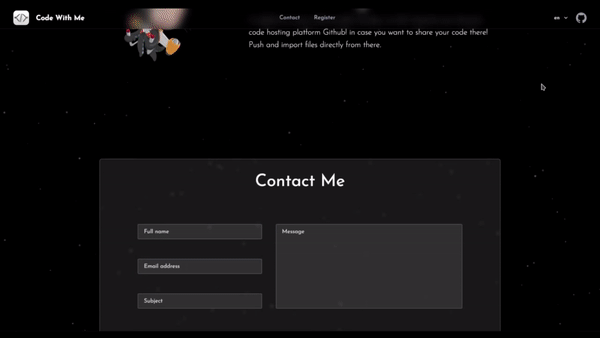 Code With Me
Contact
Register
en
code hosting platform Github! in case you want to share your code there!
Push and import files directly from there.
Contact Me
Full name
Message
Email address
Subject